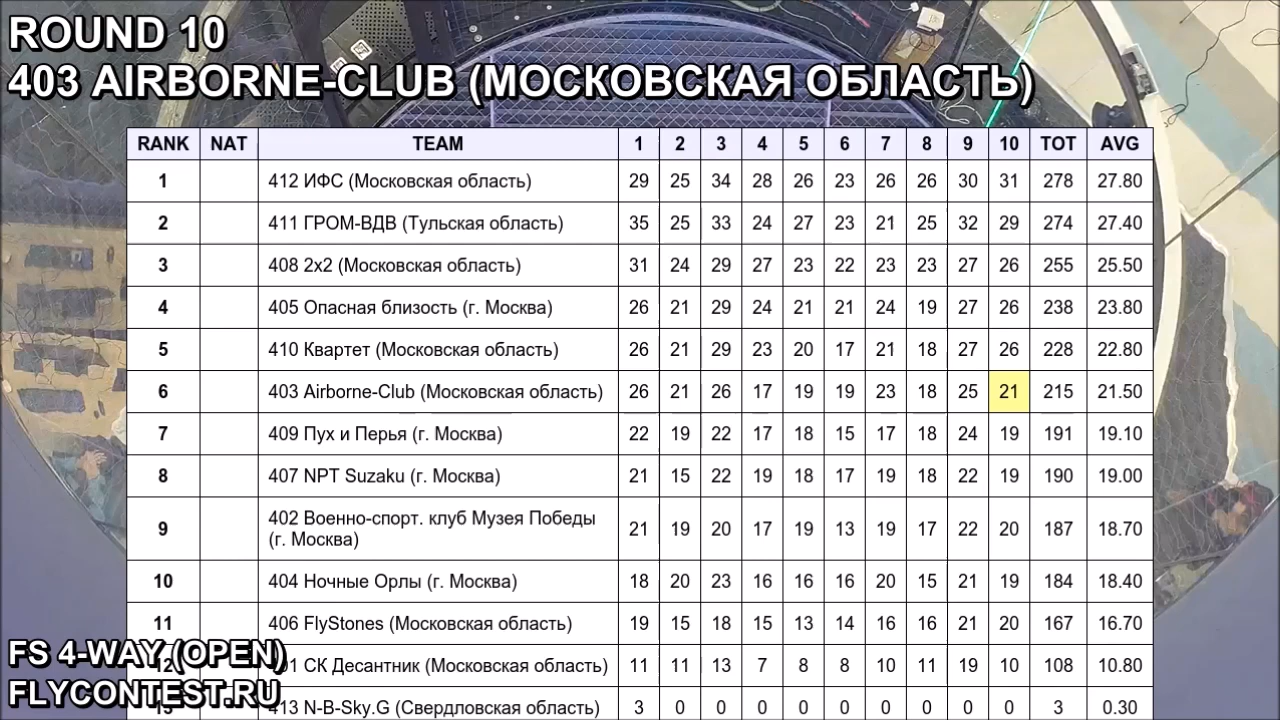 ROUND 10
403 AIRBORNE-CLUB (МОСКОВСКАЯ ОБЛАСТЬ)
RANK NAT TEAM 1 2 3 4 5 6 7 8 9 10 TOT AVG
1 412 ИФС (Московская область) 29 25 34 28 26 23 26 26 30 31 278 27.80
2 411 ГРОМ-ВДВ (Тульская область) 35 25 33 24 27 23 21 25 32 29 274 27.40
3 408 2x2 (Московская область) 31 24 29 27 23 22 23 23 27 26 255 25.50
4 405 Опасная близость (г. Москва) 26 21 29 24 21 21 24 19 27 26 238 23.80
5 410 Квартет (Московская область) 26 21 29 23 20 17 21 18 27 26 228 22.80
6 403 Airborne-Club (Московская область) 26 21 26 17 19 19 23 18 25 21 215 21.50
7 409 Пух и Перья (г. Москва) 22 19 22 17 18 15 17 18 24 19 191 19.10
8 407 NPT Suzaku (г. Москва) 21 15 22 19 18 17 19 18 22 19 190 19.00
9 402 Военно-спорт. клуб Музея Победы
(г. Москва) 21 19 20 17 19 13 19 17 22 20 187 18.70
10 404 Ночные Орлы (г. Москва) 18 20 23 16 16 16 20 15 21 19 184 18.40
11 406 FlyStones (Московская область) 19 15 18 15 13 14 16 16 21 20 167 16.70
СК Десантник (Московская область) 11 11 13 7 8 8 10 11 19 10 108 10.80
413 N-B-Sky.G (Свердловская область) 3 0 0 0 0 0 0 0 0 0 3 0.30
FS 4-WAY (OPEN)
FLYCONTEST.RU